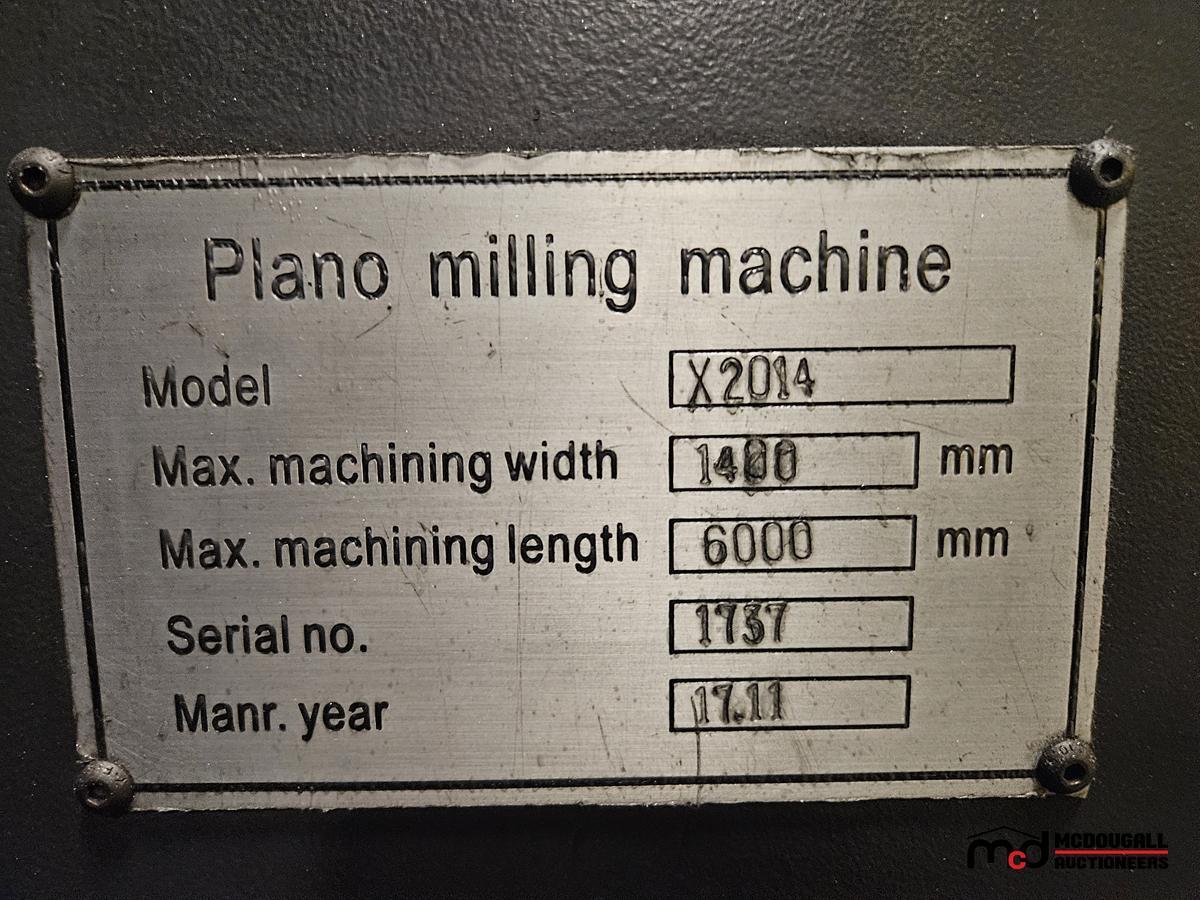 Plano milling machine
Model X2014
Max. machining width 1400 mm
Max. machining length 6000 mm
Serial no. 1737
Manr. year 17.11
mcd MCDOUGALL
AUCTIONEERS